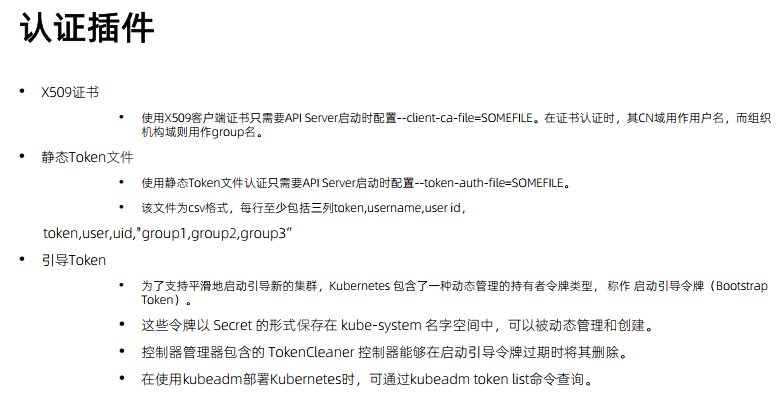 认证插件
• X509证书
• 使用X509客户端证书只需要API Server启动时配置--client-ca-file=SOMEFILE。在证书认证时，其CN域用作用户名，而组织
机构域则用作group名。
• 静态Token文件
• 使用静态Token文件认证只需要API Server启动时配置--token-auth-file=SOMEFILE。
• 该文件为csv格式，每行至少包括三列token,username,user id，
token,user,uid,"group1,group2,group3”
• 引导Token
• 为了支持平滑地启动引导新的集群，Kubernetes 包含了一种动态管理的持有者令牌类型， 称作 启动引导令牌（Bootstrap
Token）。
• 这些令牌以 Secret 的形式保存在 kube-system 名字空间中，可以被动态管理和创建。
• 控制器管理器包含的 TokenCleaner 控制器能够在启动引导令牌过期时将其删除。
• 在使用kubeadm部署Kubernetes时，可通过kubeadm token list命令查询。